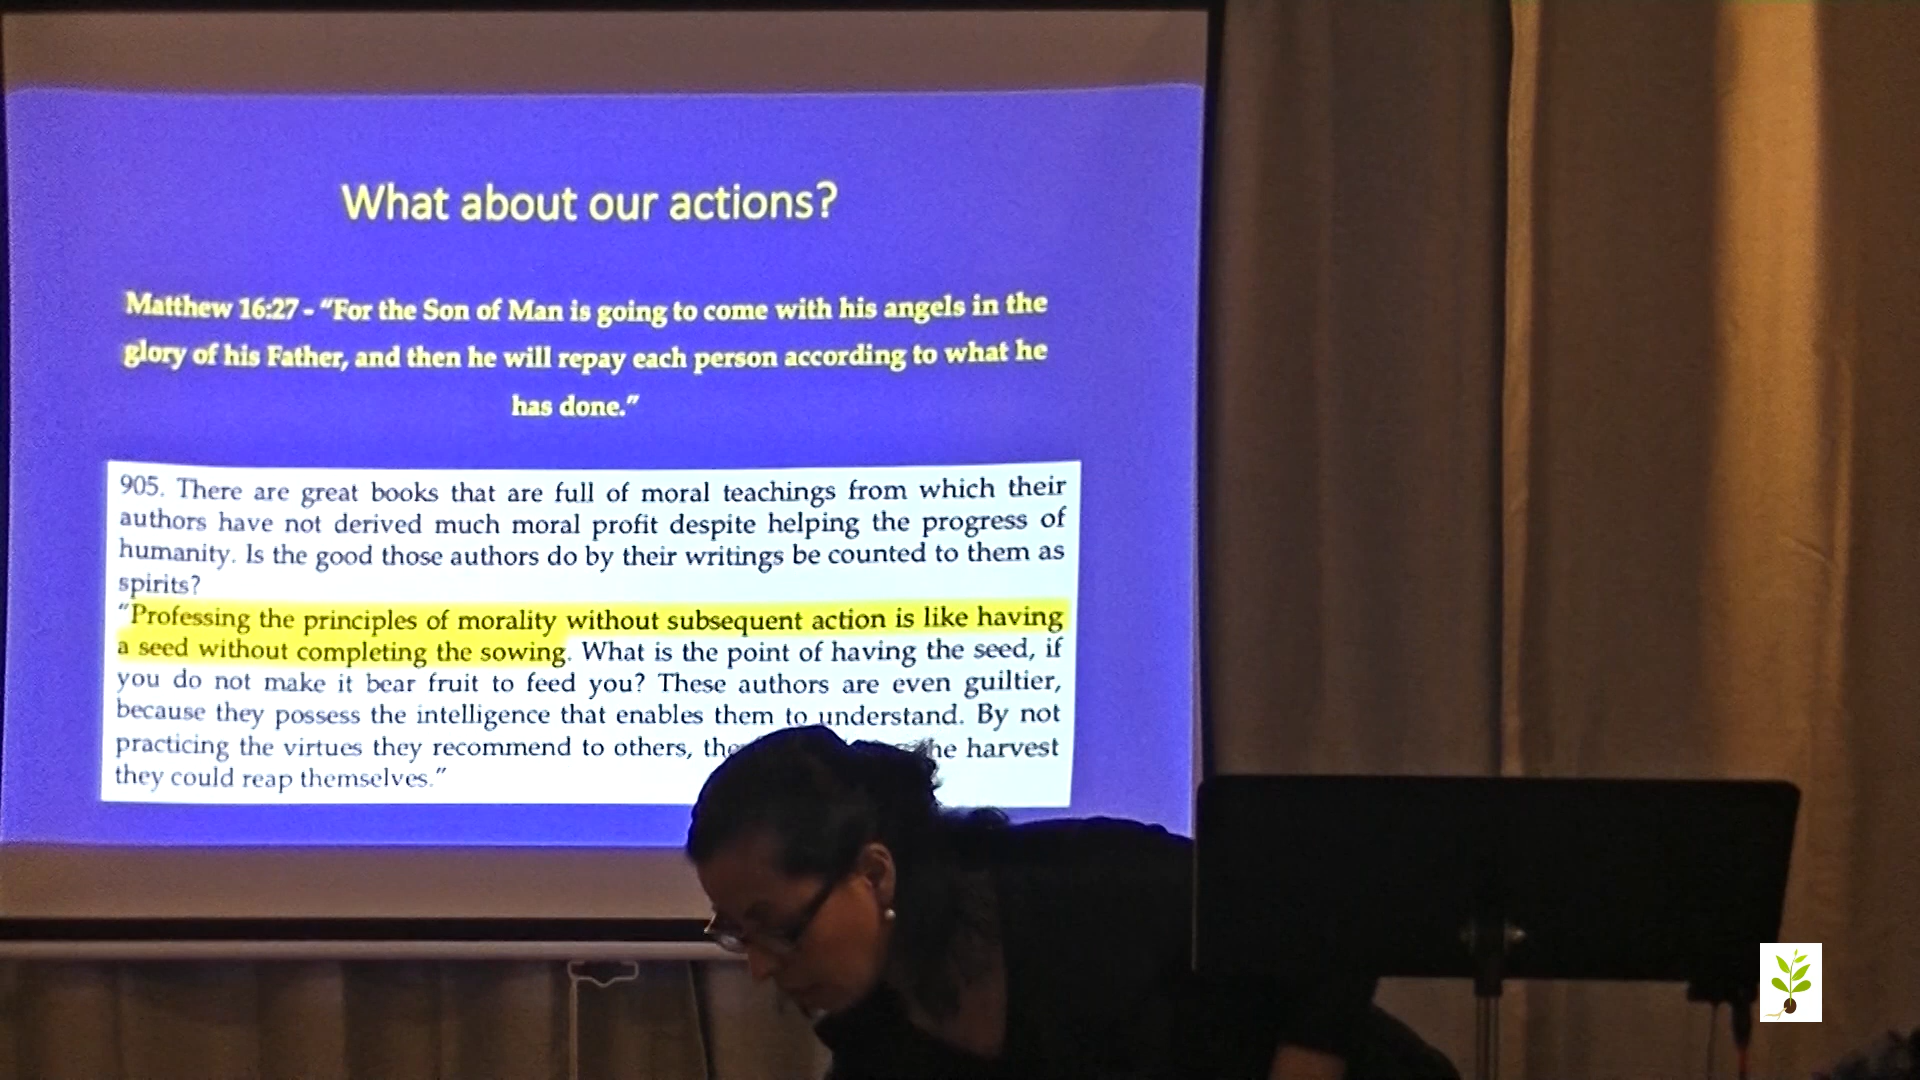 What about our actions?
Matthew 16:27 - “For the Son of Man is going to come with his angels in the
glory of his Father, and then he will repay each person according to what he
has done.”
905. There are great books that are full of moral teachings from which their
authors have not derived much moral profit despite helping the progress of
humanity. Is the good those authors do by their writings be counted to them as
spirits?
“Professing the principles of morality without subsequent action is like having
a seed without completing the sowing. What is the point of having the seed, if
you do not make it bear fruit to feed you? These authors are even guiltier,
because they possess the intelligence that enables them to understand. By not
practicing the virtues they recommend to others, harvest
they could reap themselves.”